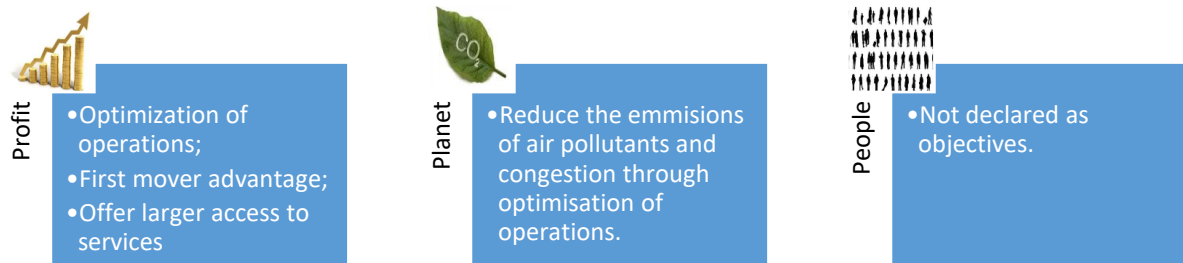 Profit
•Optimization of
operations;
•First mover advantage;
•Offer larger access to
services
CO₂
Planet
•Reduce the emmisions
of air pollutants and
congestion through
optimisation of
operations.
People
•Not declared as
objectives.